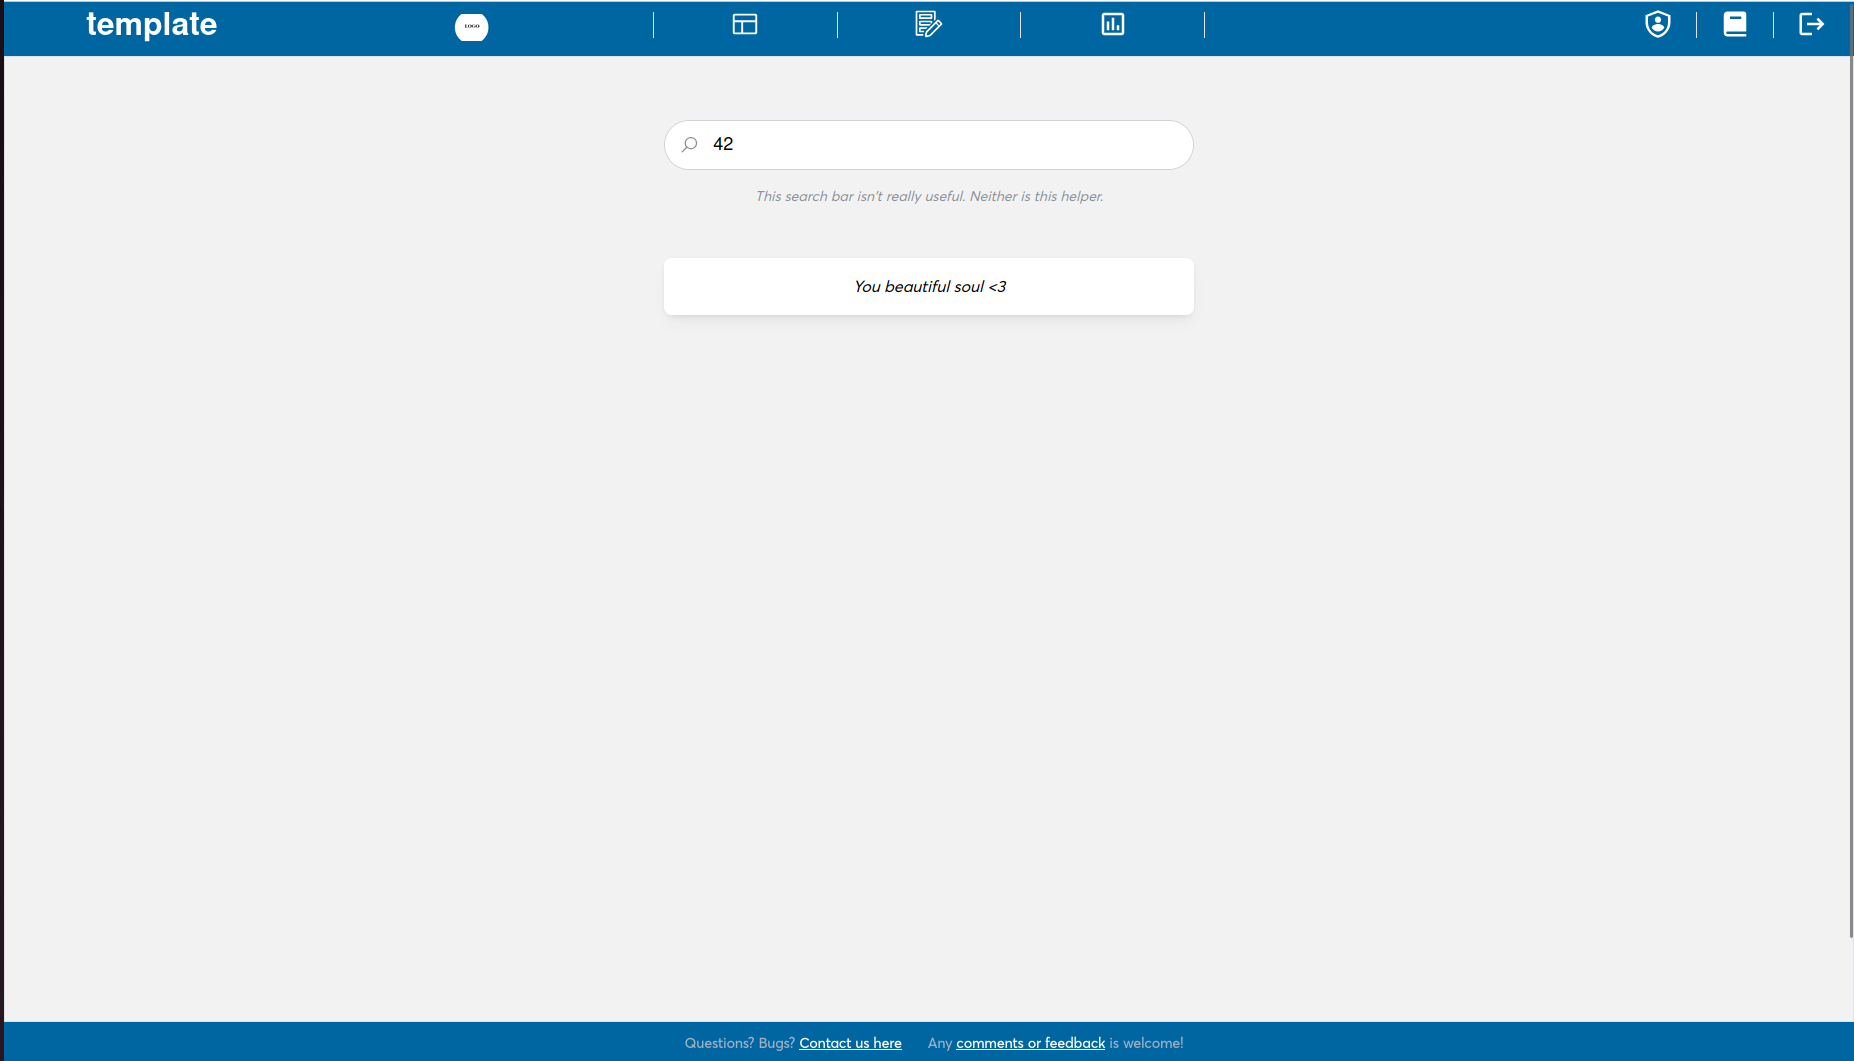 template
LOGO
42
This search bar isn't really useful. Neither is this helper.
You beautiful soul <3
Questions? Bugs? Contact us here Any comments or feedback is welcome!